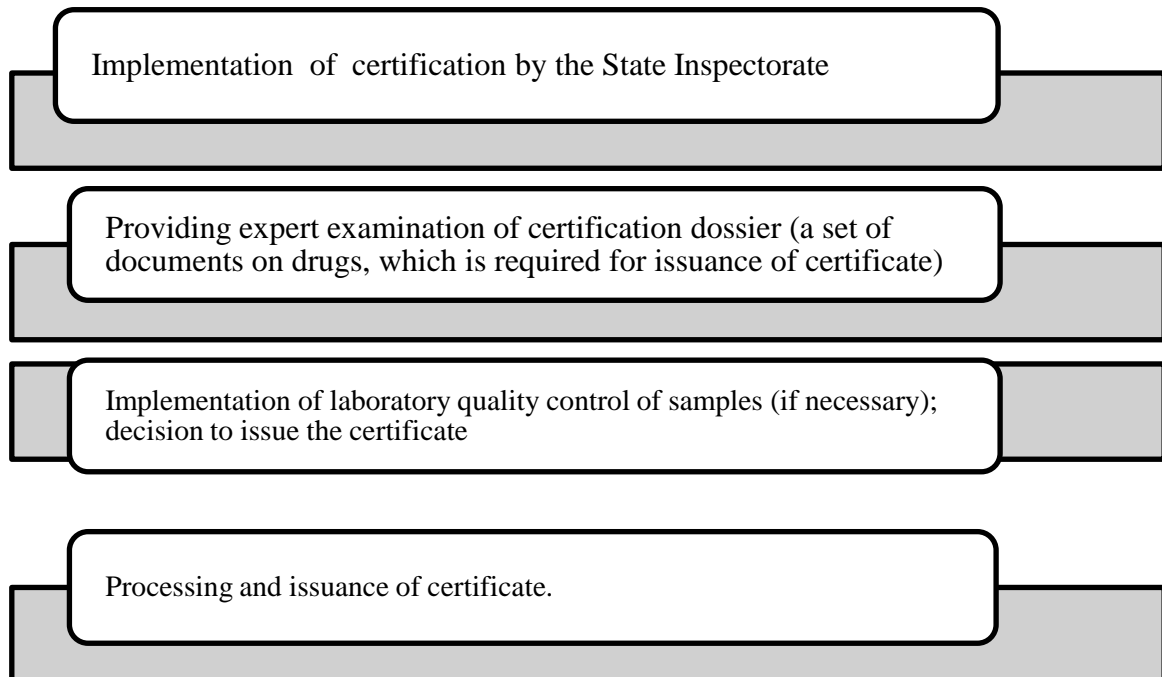 Implementation of certification by the State Inspectorate
Providing expert examination of certification dossier (a set of
documents on drugs, which is required for issuance of certificate)
Implementation of laboratory quality control of samples (if necessary);
decision to issue the certificate
Processing and issuance of certificate.